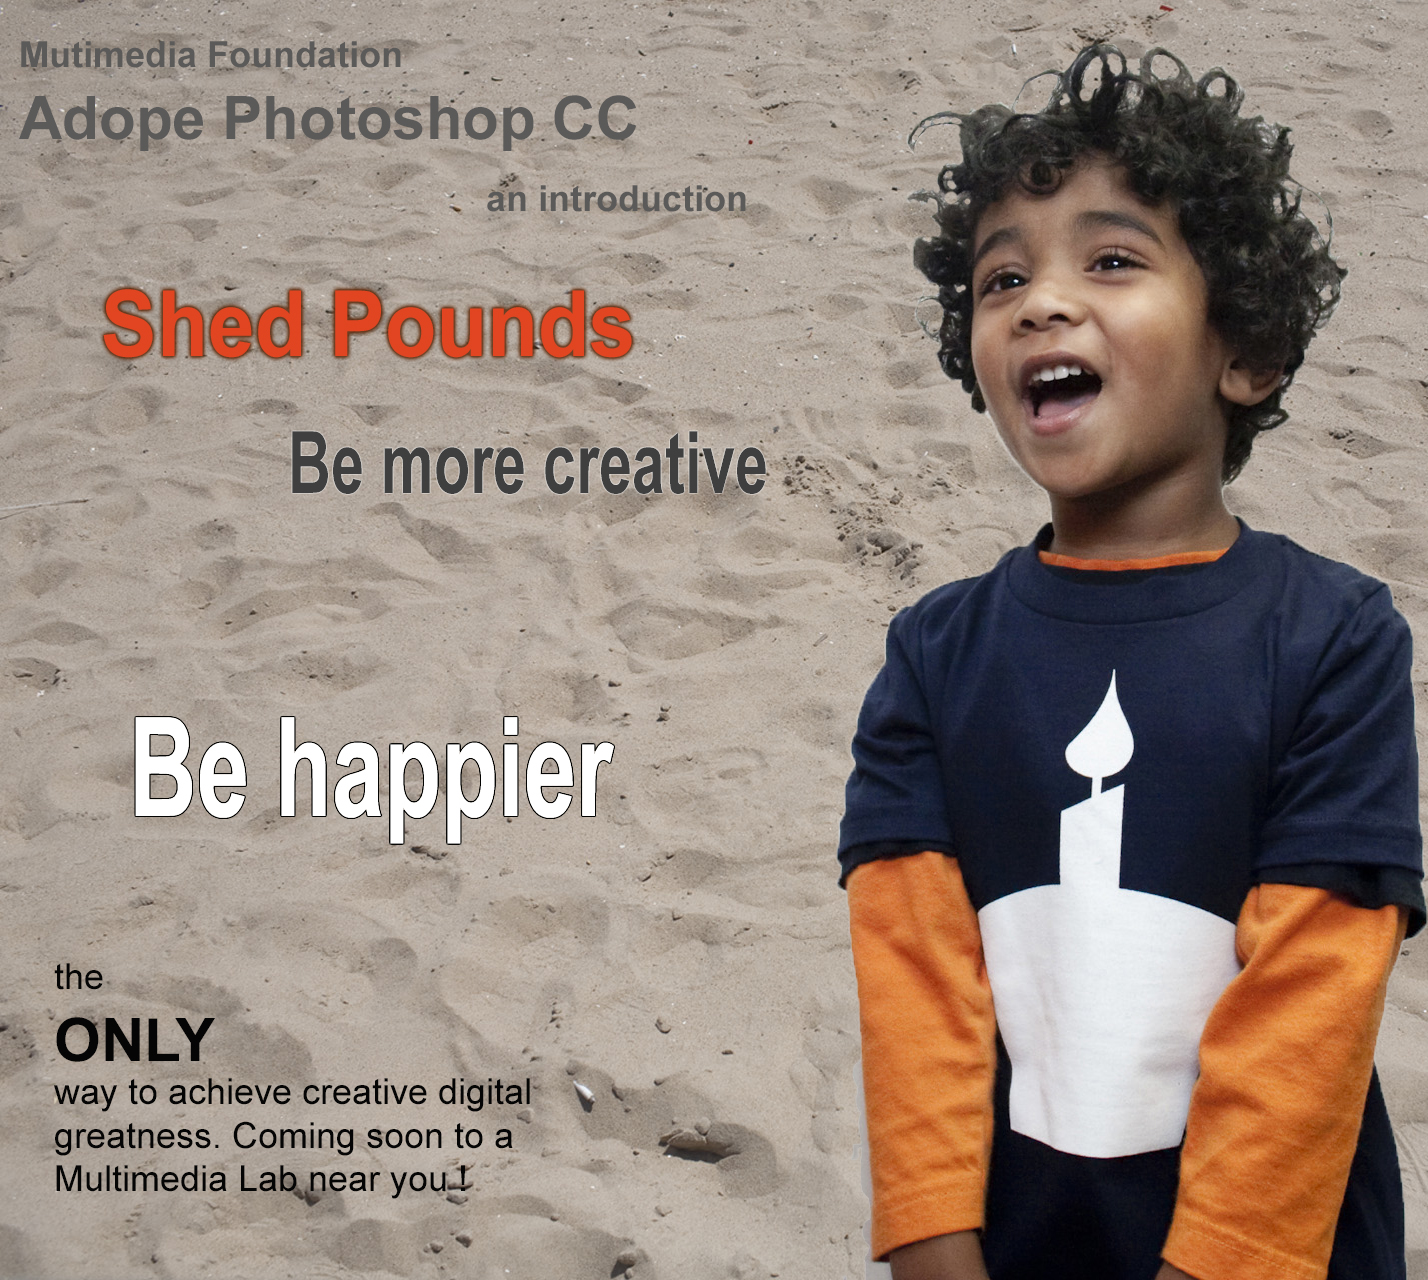 Mutimedia Foundation
Adope Photoshop CC
an introduction
Shed Pounds
Be more creative
Be happier
the
ONLY
way to achieve creative digital
greatness. Coming soon to a
Multimedia Lab near you !